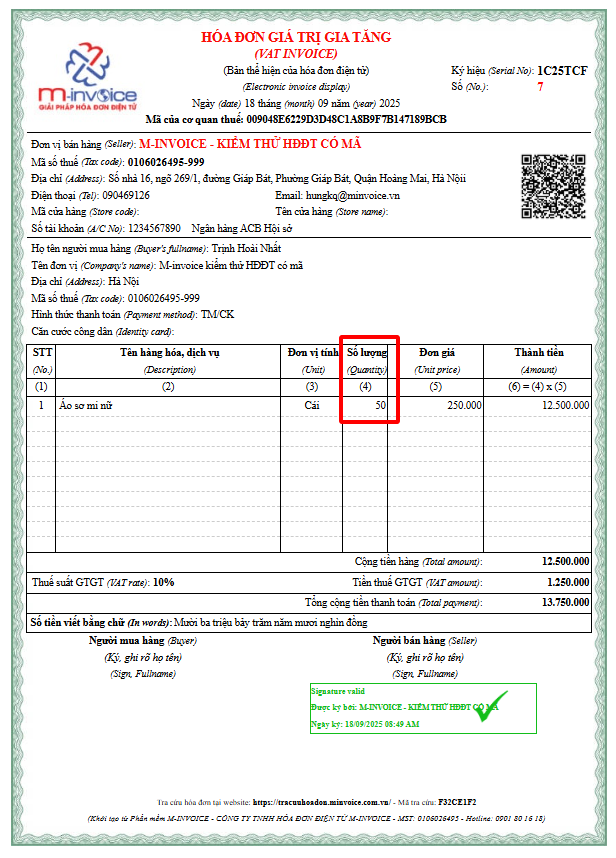 HÓA ĐƠN GIÁ TRỊ GIA TĂNG
(VAT INVOICE)
(Bản thể hiện của hóa đơn điện tử)
(Electronic invoice display)
Ngày (date) 18 tháng (month) 09 năm (year) 2025
Mã của cơ quan thuế: 009048E6229D3D48C1A8B9F7B147189BCB
Ký hiệu (Serial No): 1C25TCF
Số (No.): 7
m-invoice
GIẢI PHÁP HÓA ĐƠN ĐIỆN TỬ
Đơn vị bán hàng (Seller): M-INVOICE - KIỂM THỬ HĐĐT CÓ MÃ
Mã số thuế (Tax code): 0106026495-999
Địa chỉ (Address): Số nhà 16, ngõ 269/1, đường Giáp Bát, Phường Giáp Bát, Quận Hoàng Mai, Hà Nộii
Điện thoại (Tel): 090469126 Email: hungkq@minvoice.vn
Mã cửa hàng (Store code): Tên cửa hàng (Store name):
Số tài khoản (A/C No): 1234567890 Ngân hàng ACB Hội sở
Họ tên người mua hàng (Buyer's fullname): Trịnh Hoài Nhất
Tên đơn vị (Company's name): M-invoice kiểm thử HĐĐT có mã
Địa chỉ (Address): Hà Nội
Mã số thuế (Tax code): 0106026495-999
Hình thức thanh toán (Payment method): TM/CK
Căn cước công dân (Identity card):
STT Tên hàng hóa, dịch vụ Đơn vị tính Số lượng Đơn giá Thành tiền
(No.) (Description) (Unit) (Quantity) (Unit price) (Amount)
(1) (2) (3) (4) (5) (6) = (4) x (5)
1 Áo sơ mi nữ Cái 50 250.000 12.500.000
Cộng tiền hàng (Total amount): 12.500.000
Thuế suất GTGT (VAT rate): 10% Tiền thuế GTGT (VAT amount): 1.250.000
Tổng cộng tiền thanh toán (Total payment): 13.750.000
Số tiền viết bằng chữ (In words): Mười ba triệu bảy trăm năm mươi nghìn đồng
Người mua hàng (Buyer) Người bán hàng (Seller)
(Ký, ghi rõ họ tên) (Ký, ghi rõ họ tên)
(Sign, Fullname) (Sign, Fullname)
Signature valid
Được ký bởi: M-INVOICE - KIỂM THỬ HĐĐT CÓ MÃ
Ngày ký: 18/09/2025 08:49 AM
Tra cứu hóa đơn tại website: https://tracuuhoadon.minvoice.com.vn/ - Mã tra cứu: F32CE1F2
(Khởi tạo từ Phần mềm M-INVOICE - CÔNG TY TNHH HÓA ĐƠN ĐIỆN TỬ M-INVOICE - MST: 0106026495 - Hotline: 0901 80 16 18)